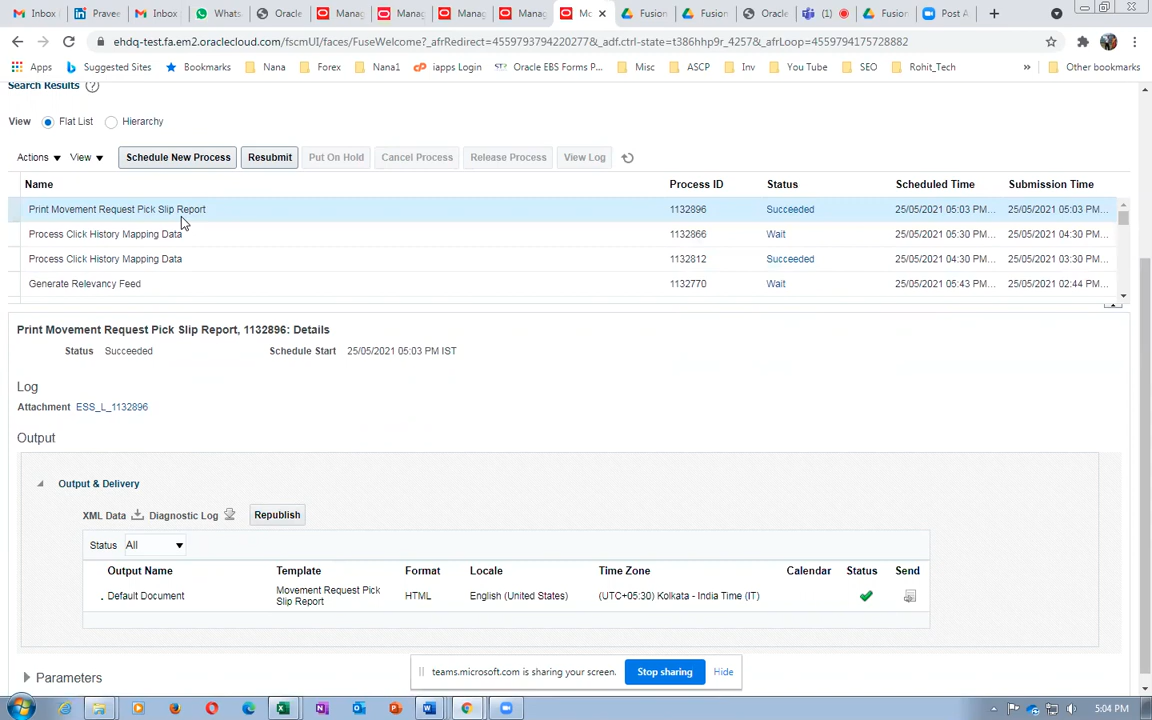 Inbox
Pravee
Inbox
Whats.
Oracle
Manag
Manag
Manag
Manag
Mo
Fusion
Fusion
Oracle
(1)
Fusion
Post A
ehdq-test.fa.em2.oraclecloud.com/fscmUI/faces/FuseWelcome?_afrRedirect=4559793794220277&_adf.ctrl-state=t386hhp9r_4257&_afrLoop=4559794175728882
Apps
Suggested Sites
Bookmarks
Nana
Forex
Nana1
iapps Login
Oracle EBS Forms P...
Misc
ASCP
Inv
You Tube
SEO
Rohit_Tech
»
Other bookmarks
Search Results
View Flat List Hierarchy
Actions View Schedule New Process Resubmit Put On Hold Cancel Process Release Process View Log
Name Process ID Status Scheduled Time Submission Time
Print Movement Request Pick Slip Report 1132896 Succeeded 25/05/2021 05:03 PM... 25/05/2021 05:03 PM...
Process Click History Mapping Data 1132866 Wait 25/05/2021 05:30 PM... 25/05/2021 04:30 PM...
Process Click History Mapping Data 1132812 Succeeded 25/05/2021 04:30 PM... 25/05/2021 03:30 PM...
Generate Relevancy Feed 1132770 Wait 25/05/2021 05:43 PM... 25/05/2021 02:44 PM...
Print Movement Request Pick Slip Report, 1132896: Details
Status Succeeded Schedule Start 25/05/2021 05:03 PM IST
Log
Attachment ESS_L_1132896
Output
Output & Delivery
XML Data Diagnostic Log Republish
Status All
Output Name Template Format Locale Time Zone Calendar Status Send
. Default Document Movement Request Pick Slip Report HTML English (United States) (UTC+05:30) Kolkata - India Time (IT)
teams.microsoft.com is sharing your screen. Stop sharing Hide
Parameters
5:04 PM